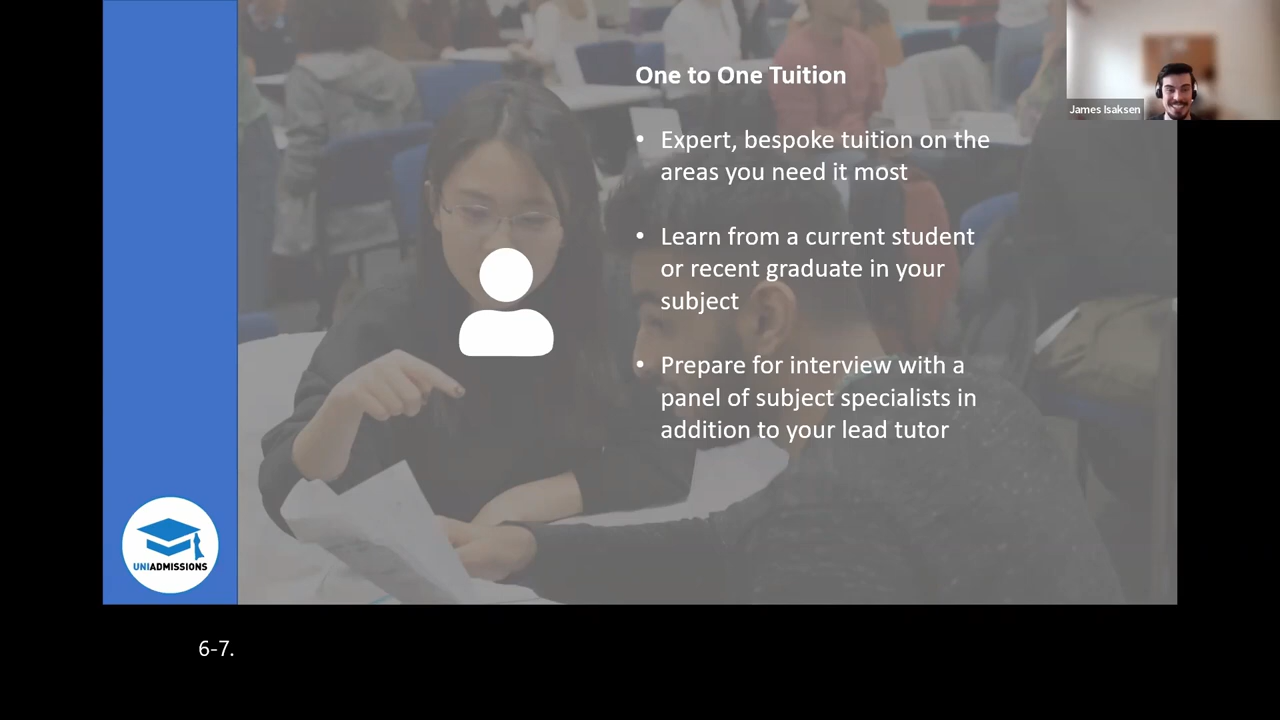 One to One Tuition
James Isaksen
• Expert, bespoke tuition on the
areas you need it most
• Learn from a current student
or recent graduate in your
subject
• Prepare for interview with a
panel of subject specialists in
addition to your lead tutor
UNIADMISSIONS
6-7.